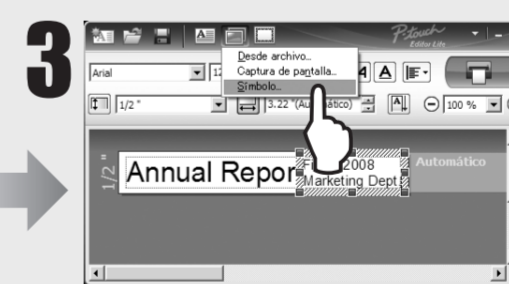 3
P-touch
Editor Lite
Desde archivo...
Captura de pantalla...
Símbolo...
Arial
A
1/2 "
3.22 "
100 %
1/2 "
Annual Repor
2008
Marketing Dept
Automático